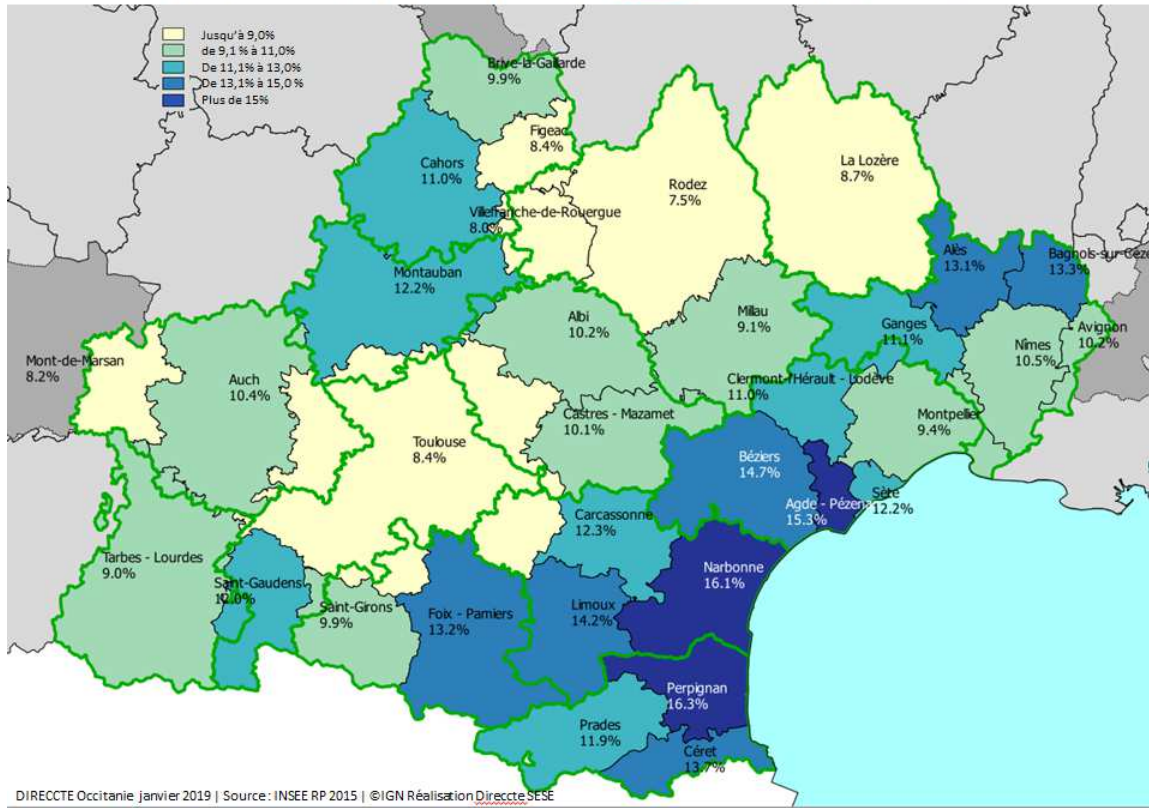 Jusqu'à 9,0%
de 9,1 % à 11,0%
De 11,1% à 13,0%
De 13,1% à 15,0 %
Plus de 15%
Brive-la-Gaillarde
9.9%
Figeac
8.4%
Cahors
11.0%
La Lozère
8.7%
Rodez
7.5%
Villefranche-de-Rouergue
8.0%
Alès
13.1%
Bagnols-sur-Cèze
13.3%
Montauban
12.2%
Albi
10.2%
Millau
9.1%
Ganges
11.1%
Nîmes
10.5%
Avignon
10.2%
Mont-de-Marsan
8.2%
Auch
10.4%
Clermont-l'Hérault - Lodève
11.0%
Castres - Mazamet
10.1%
Montpellier
9.4%
Toulouse
8.4%
Béziers
14.7%
Agde - Pézenas
15.3%
Sète
12.2%
Carcassonne
12.3%
Tarbes - Lourdes
9.0%
Saint-Gaudens
12.0%
Saint-Girons
9.9%
Foix - Pamiers
13.2%
Limoux
14.2%
Narbonne
16.1%
Perpignan
16.3%
Prades
11.9%
Céret
13.7%
DIRECCTE Occitanie janvier 2019 | Source : INSEE RP 2015 | ©IGN Réalisation Direccte SESE